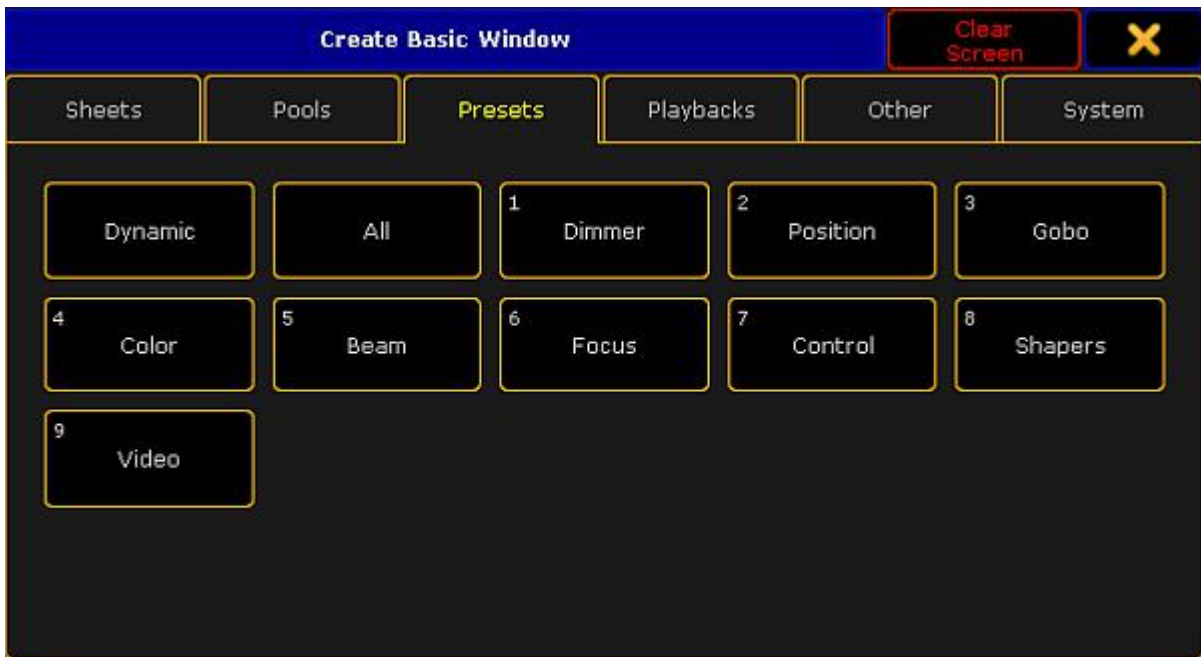 Create Basic Window
Clear
Screen
Sheets
Pools
Presets
Playbacks
Other
System
Dynamic
All
1
Dimmer
2
Position
3
Gobo
4
Color
5
Beam
6
Focus
7
Control
8
Shapers
9
Video